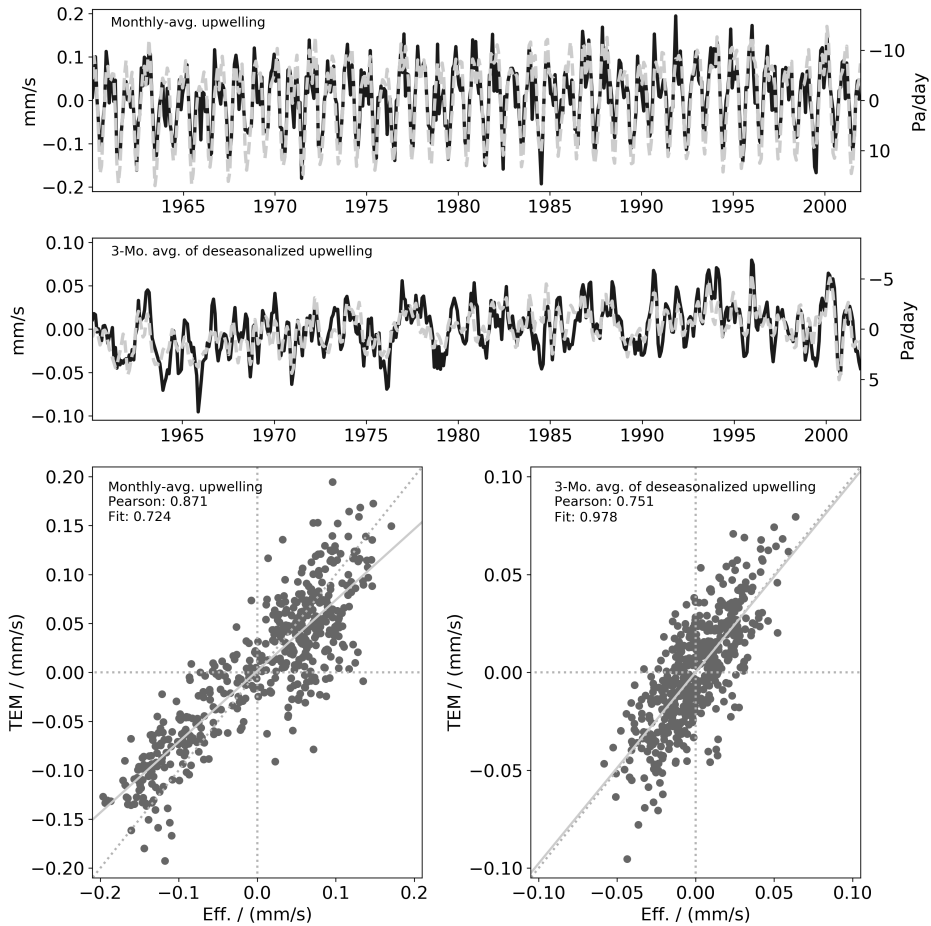 Monthly-avg. upwelling
0.2
0.1
0.0
−0.1
−0.2
mm/s
−10
0
10
Pa/day
1965 1970 1975 1980 1985 1990 1995 2000
3-Mo. avg. of deseasonalized upwelling
0.10
0.05
0.00
−0.05
−0.10
mm/s
−5
0
5
Pa/day
1965 1970 1975 1980 1985 1990 1995 2000
Monthly-avg. upwelling
Pearson: 0.871
Fit: 0.724
0.20
0.15
0.10
0.05
0.00
−0.05
−0.10
−0.15
−0.20
TEM / (mm/s)
−0.2 −0.1 0.0 0.1 0.2
Eff. / (mm/s)
3-Mo. avg. of deseasonalized upwelling
Pearson: 0.751
Fit: 0.978
0.10
0.05
0.00
−0.05
−0.10
TEM / (mm/s)
−0.10 −0.05 0.00 0.05 0.10
Eff. / (mm/s)